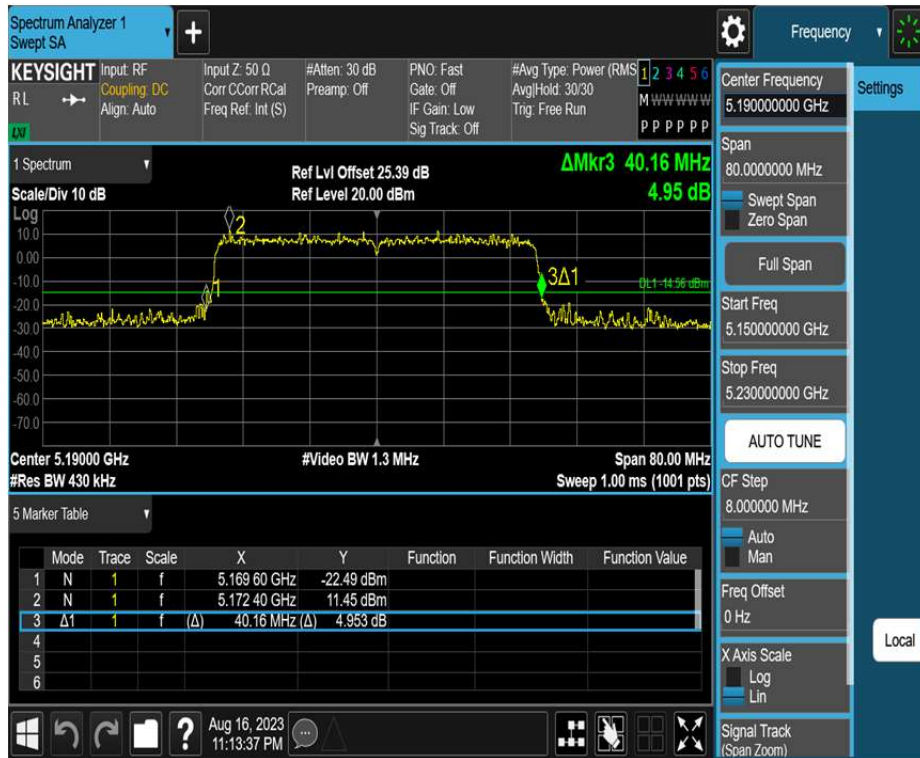 Spectrum Analyzer 1
Swept SA
+
Frequency
KEYSIGHT
RL
LXI
Input: RF
Coupling: DC
Align: Auto
Input Z: 50 Ω
Corr CCorr RCal
Freq Ref: Int (S)
#Atten: 30 dB
Preamp: Off
PNO: Fast
Gate: Off
IF Gain: Low
Sig Track: Off
#Avg Type: Power (RMS
Avg|Hold: 30/30
Trig: Free Run
1 2 3 4 5 6
M W W W W W
P P P P P P
1 Spectrum
Scale/Div 10 dB
Ref Lvl Offset 25.39 dB
Ref Level 20.00 dBm
ΔMkr3 40.16 MHz
4.95 dB
Log
10.0
0.00
-10.0
-20.0
-30.0
-40.0
-50.0
-60.0
-70.0
2
1
3Δ1
DL1 -14.56 dBm
Center 5.19000 GHz
#Video BW 1.3 MHz
Span 80.00 MHz
#Res BW 430 kHz
Sweep 1.00 ms (1001 pts)
5 Marker Table
Mode Trace Scale X Y Function Function Width Function Value
1 N 1 f 5.169 60 GHz -22.49 dBm
2 N 1 f 5.172 40 GHz 11.45 dBm
3 Δ1 1 f (Δ) 40.16 MHz (Δ) 4.953 dB
4
5
6
?
Aug 16, 2023
11:13:37 PM
Center Frequency
5.190000000 GHz
Settings
Span
80.0000000 MHz
Swept Span
Zero Span
Full Span
Start Freq
5.150000000 GHz
Stop Freq
5.230000000 GHz
AUTO TUNE
CF Step
8.000000 MHz
Auto
Man
Freq Offset
0 Hz
Local
X Axis Scale
Log
Lin
Signal Track
(Span Zoom)